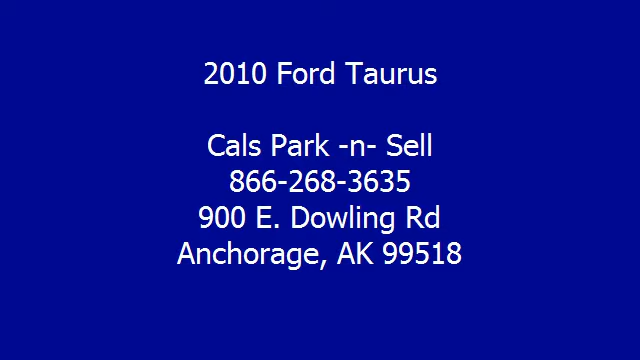 2010 Ford Taurus
Cals Park -n- Sell
866-268-3635
900 E. Dowling Rd
Anchorage, AK 99518